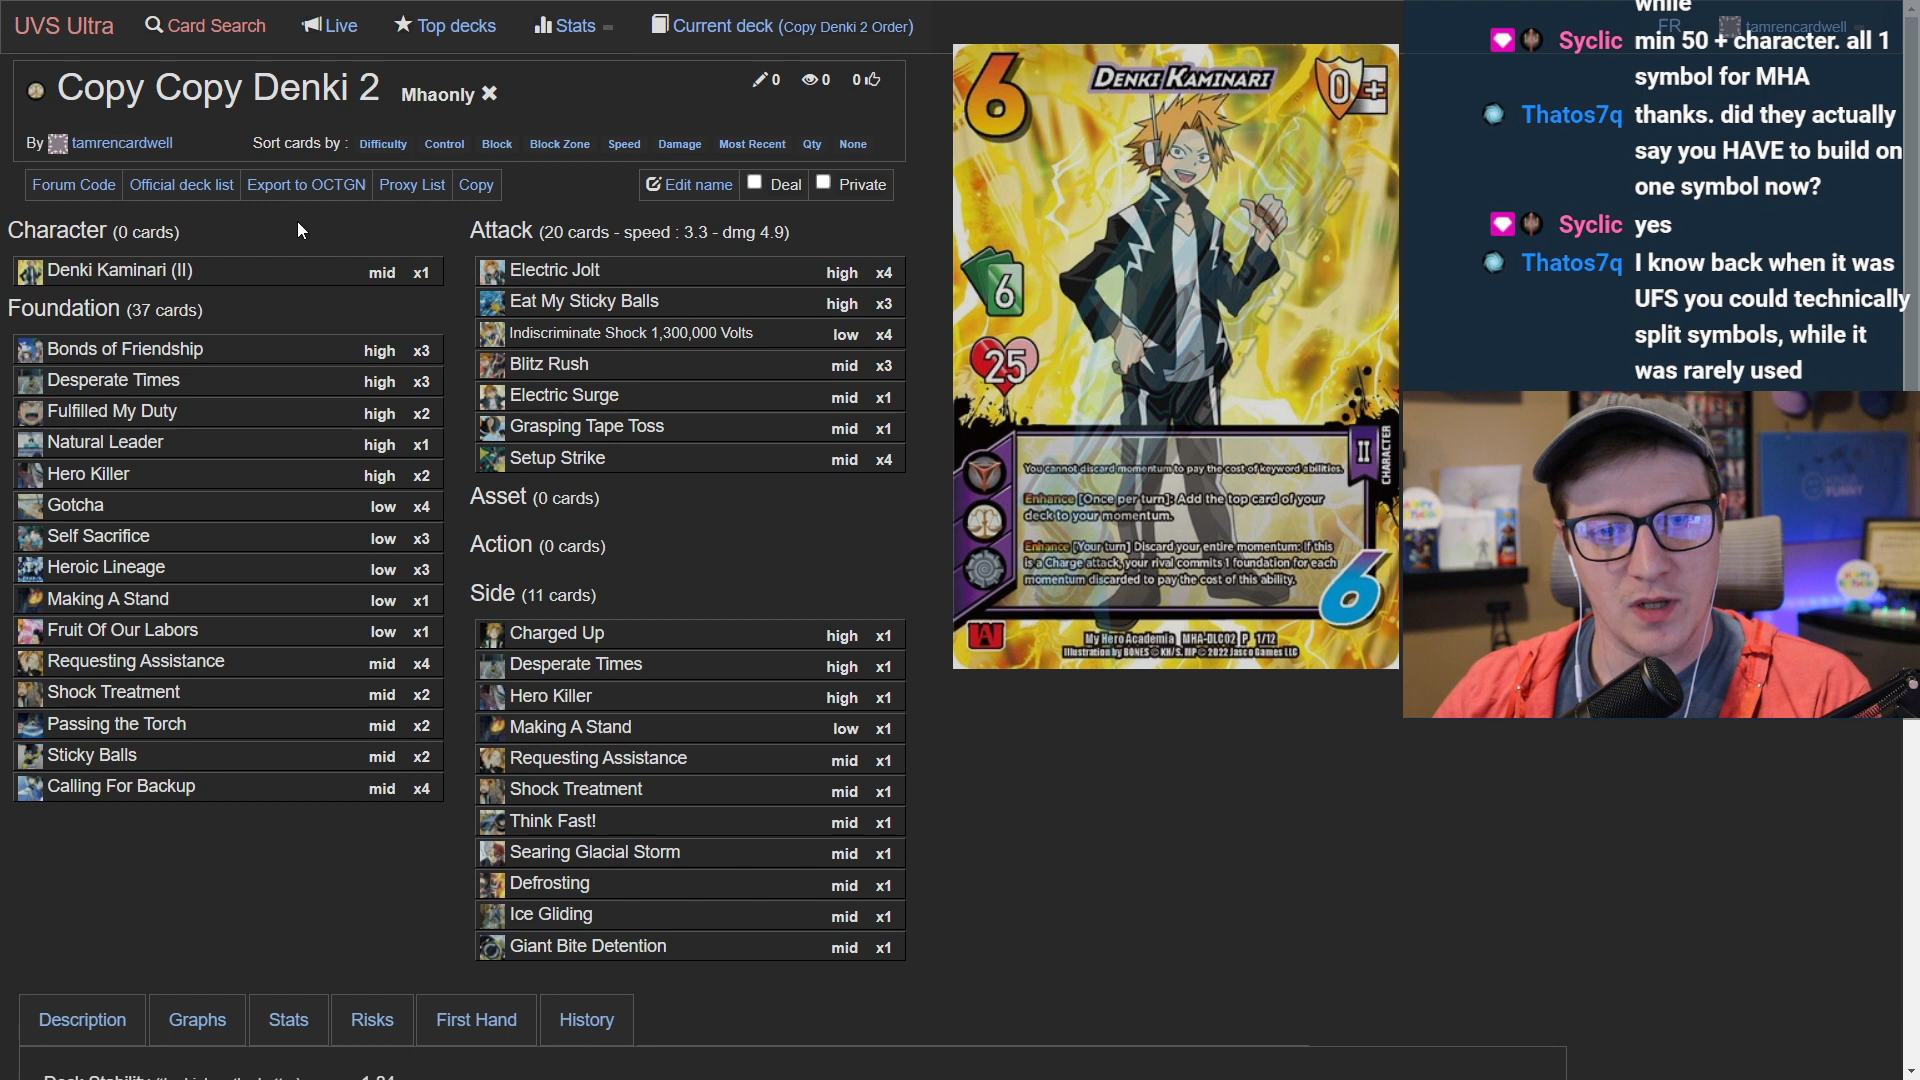 UVS Ultra
Card Search
Live
Top decks
Stats
Current deck (Copy Denki 2 Order)
FR
tamrencardwell
Copy Copy Denki 2 Mhaonly
0 0 0
By tamrencardwell
Sort cards by : Difficulty Control Block Block Zone Speed Damage Most Recent Qty None
Forum Code Official deck list Export to OCTGN Proxy List Copy
Edit name Deal Private
Character (0 cards)
Denki Kaminari (II) mid x1
Foundation (37 cards)
Bonds of Friendship high x3
Desperate Times high x3
Fulfilled My Duty high x2
Natural Leader high x1
Hero Killer high x2
Gotcha low x4
Self Sacrifice low x3
Heroic Lineage low x3
Making A Stand low x1
Fruit Of Our Labors low x1
Requesting Assistance mid x4
Shock Treatment mid x2
Passing the Torch mid x2
Sticky Balls mid x2
Calling For Backup mid x4
Attack (20 cards - speed : 3.3 - dmg 4.9)
Electric Jolt high x4
Eat My Sticky Balls high x3
Indiscriminate Shock 1,300,000 Volts low x4
Blitz Rush mid x3
Electric Surge mid x1
Grasping Tape Toss mid x1
Setup Strike mid x4
Asset (0 cards)
Action (0 cards)
Side (11 cards)
Charged Up high x1
Desperate Times high x1
Hero Killer high x1
Making A Stand low x1
Requesting Assistance mid x1
Shock Treatment mid x1
Think Fast! mid x1
Searing Glacial Storm mid x1
Defrosting mid x1
Ice Gliding mid x1
Giant Bite Detention mid x1
Description Graphs Stats Risks First Hand History
6
DENKI KAMINARI
0 +
6
25
II
CHARACTER
You cannot discard momentum to pay the cost of keyword abilities.
Enhance [Once per turn]: Add the top card of your
deck to your momentum.
Enhance [Your turn] Discard your entire momentum: If this
is a Charge attack, your rival commits 1 foundation for each
momentum discarded to pay the cost of this ability.
6
My Hero Academia MHA-DLC02 P 1/12
Illustration by BONES © KH/S. MP © 2022 Jasco Games LLC
while
Syclic min 50 + character. all 1
symbol for MHA
Thatos7q thanks. did they actually
say you HAVE to build on
one symbol now?
Syclic yes
Thatos7q I know back when it was
UFS you could technically
split symbols, while it
was rarely used